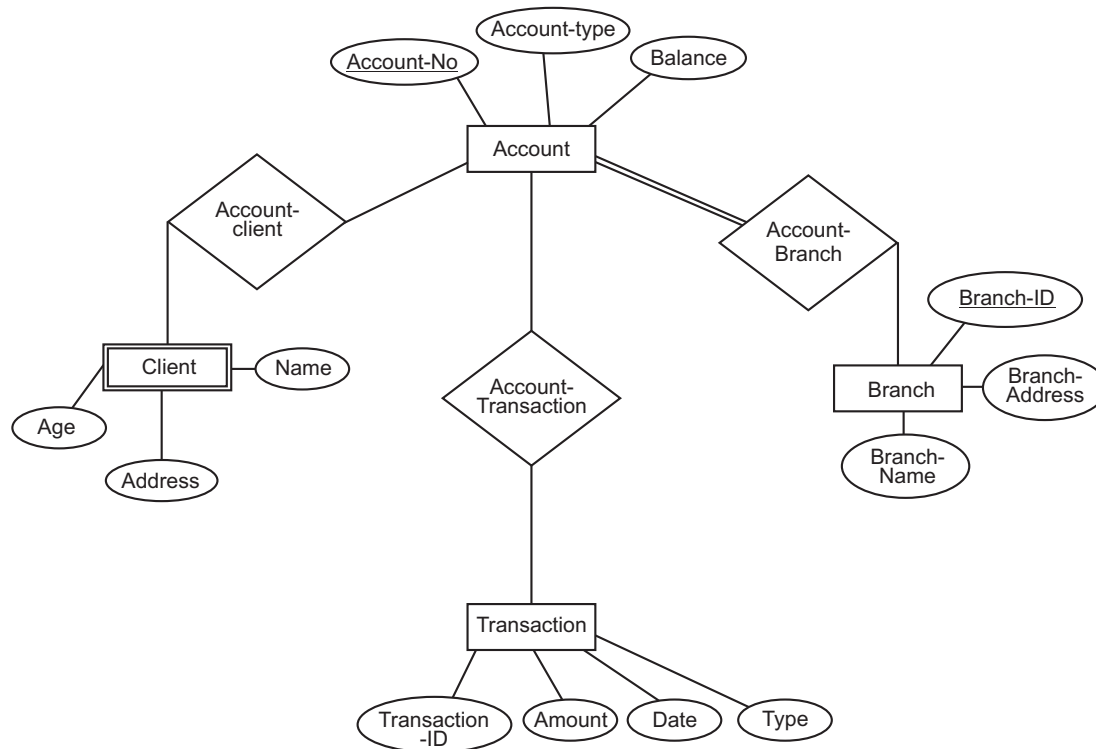 Account-type
Account-No
Balance
Account
Account-
client
Account-
Branch
Branch-ID
Client
Name
Account-
Transaction
Branch
Branch-
Address
Age
Address
Branch-
Name
Transaction
Transaction
-ID
Amount
Date
Type